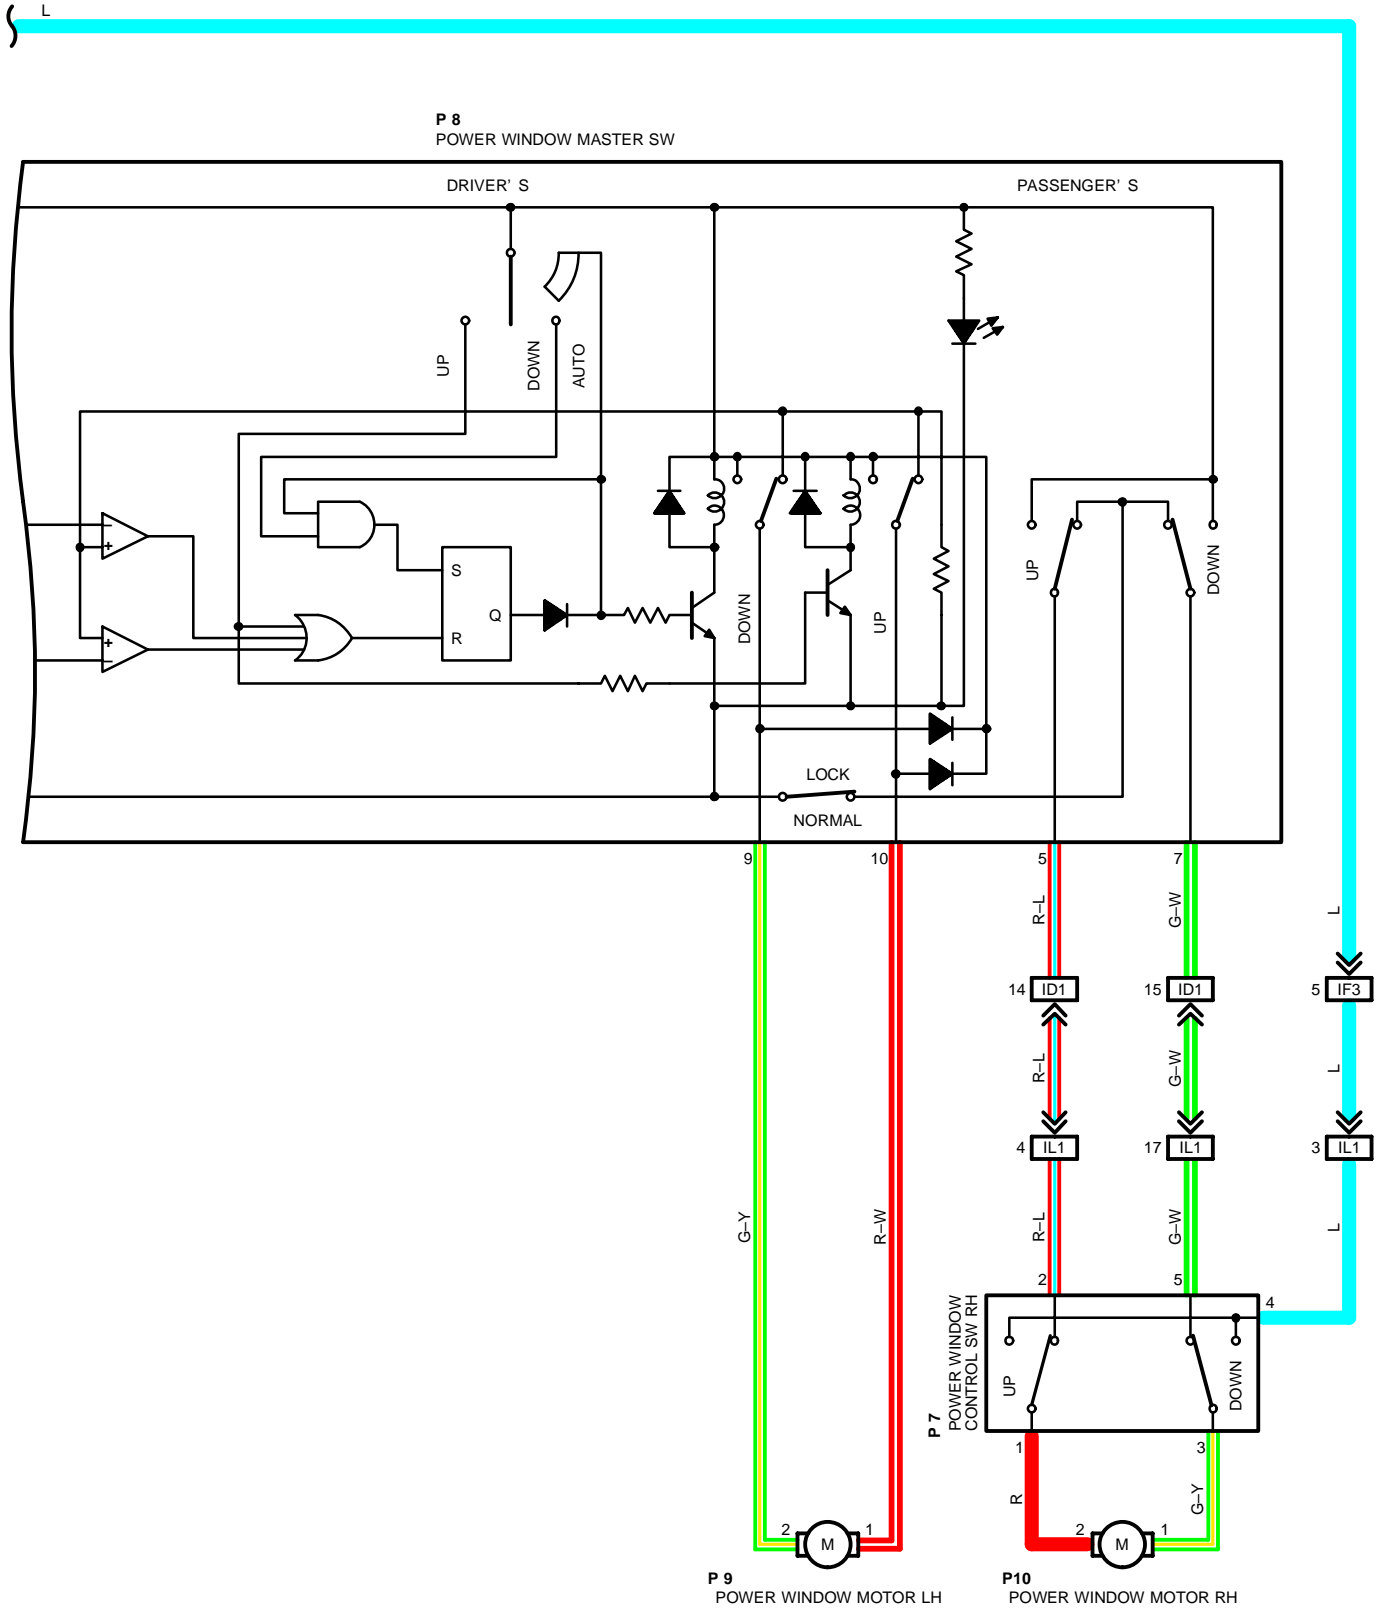 L
P 8
POWER WINDOW MASTER SW
DRIVER' S
PASSENGER' S
UP
DOWN
AUTO
−
+
+
−
S
Q
R
DOWN
UP
UP
DOWN
LOCK
NORMAL
9
10
5
7
R–L
G–W
L
14 ID1
15 ID1
5 IF3
R–L
G–W
L
4 IL1
17 IL1
3 IL1
G–Y
R–W
R–L
G–W
L
2
5
4
P 7
POWER WINDOW
CONTROL SW RH
UP
DOWN
1
3
R
G–Y
2
M
1
2
M
1
P 9
POWER WINDOW MOTOR LH
P10
POWER WINDOW MOTOR RH